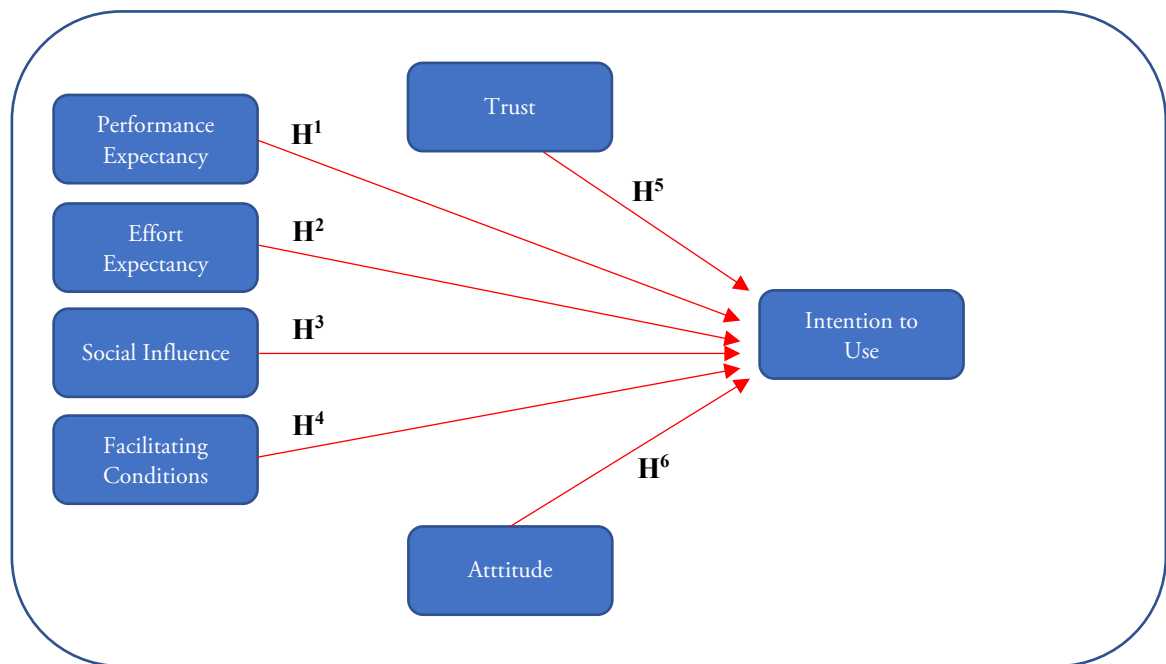 Performance
Expectancy
H¹
Trust
H⁵
Effort
Expectancy
H²
Social Influence
H³
Intention to
Use
Facilitating
Conditions
H⁴
H⁶
Atttitude